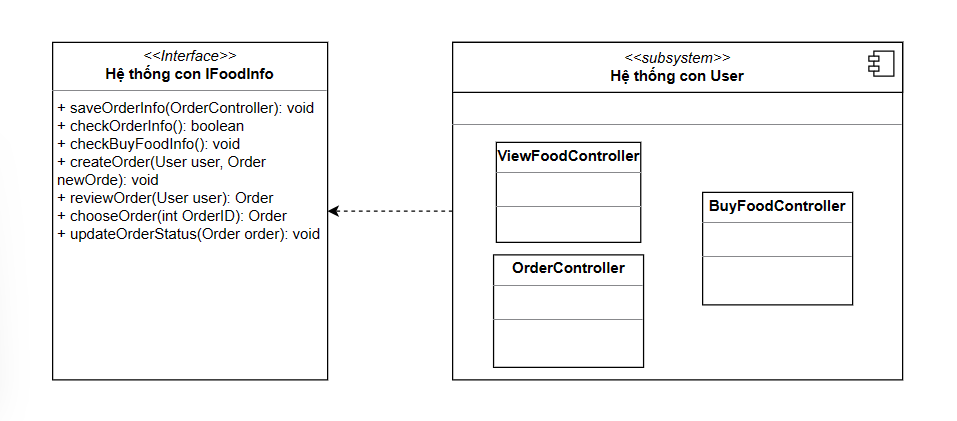 <<Interface>>
Hệ thống con IFoodInfo
+ saveOrderInfo(OrderController): void
+ checkOrderInfo(): boolean
+ checkBuyFoodInfo(): void
+ createOrder(User user, Order
newOrde): void
+ reviewOrder(User user): Order
+ chooseOrder(int OrderID): Order
+ updateOrderStatus(Order order): void
<<subsystem>>
Hệ thống con User
ViewFoodController
BuyFoodController
OrderController